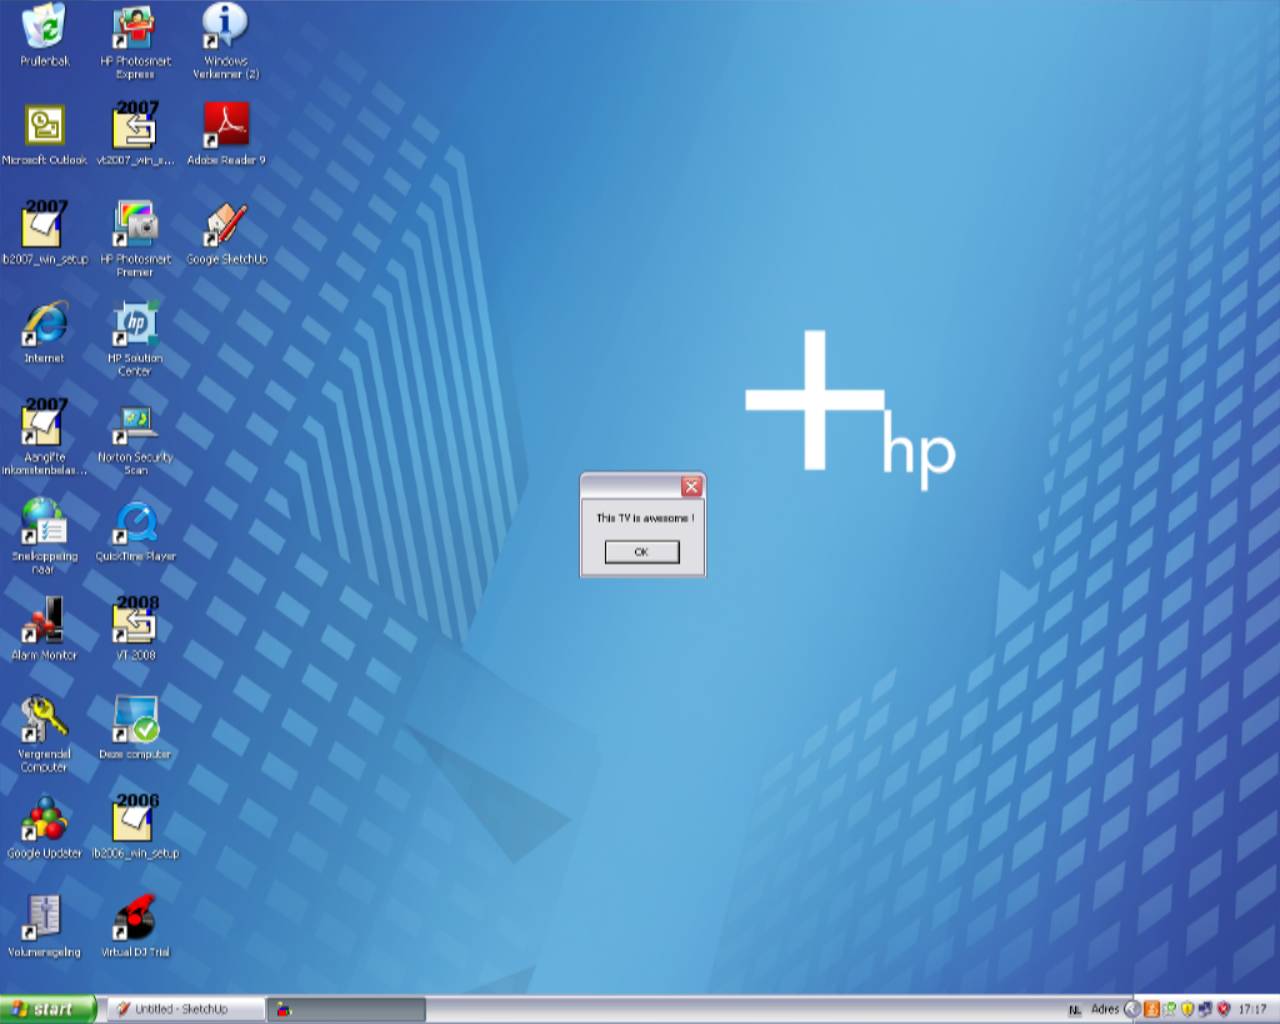 Prullenbak
HP Photosmart
Express
Windows
Verkenner (2)
Microsoft Outlook
2007
vt2007_win_s...
Adobe Reader 9
2007
ib2007_win_setup
HP Photosmart
Premier
Google SketchUp
Internet
hp
HP Solution
Center
2007
Aangifte
inkomstenbelas...
Norton Security
Scan
Snelkoppeling
naar
QuickTime Player
Alarm Monitor
2008
VT-2008
Vergrendel
Computer
Deze computer
Google Updater
2006
ib2006_win_setup
Volumeregeling
Virtual DJ Trial
hp
This TV is awesome !
OK
start
Untitled - SketchUp
NL
Adres
17:17